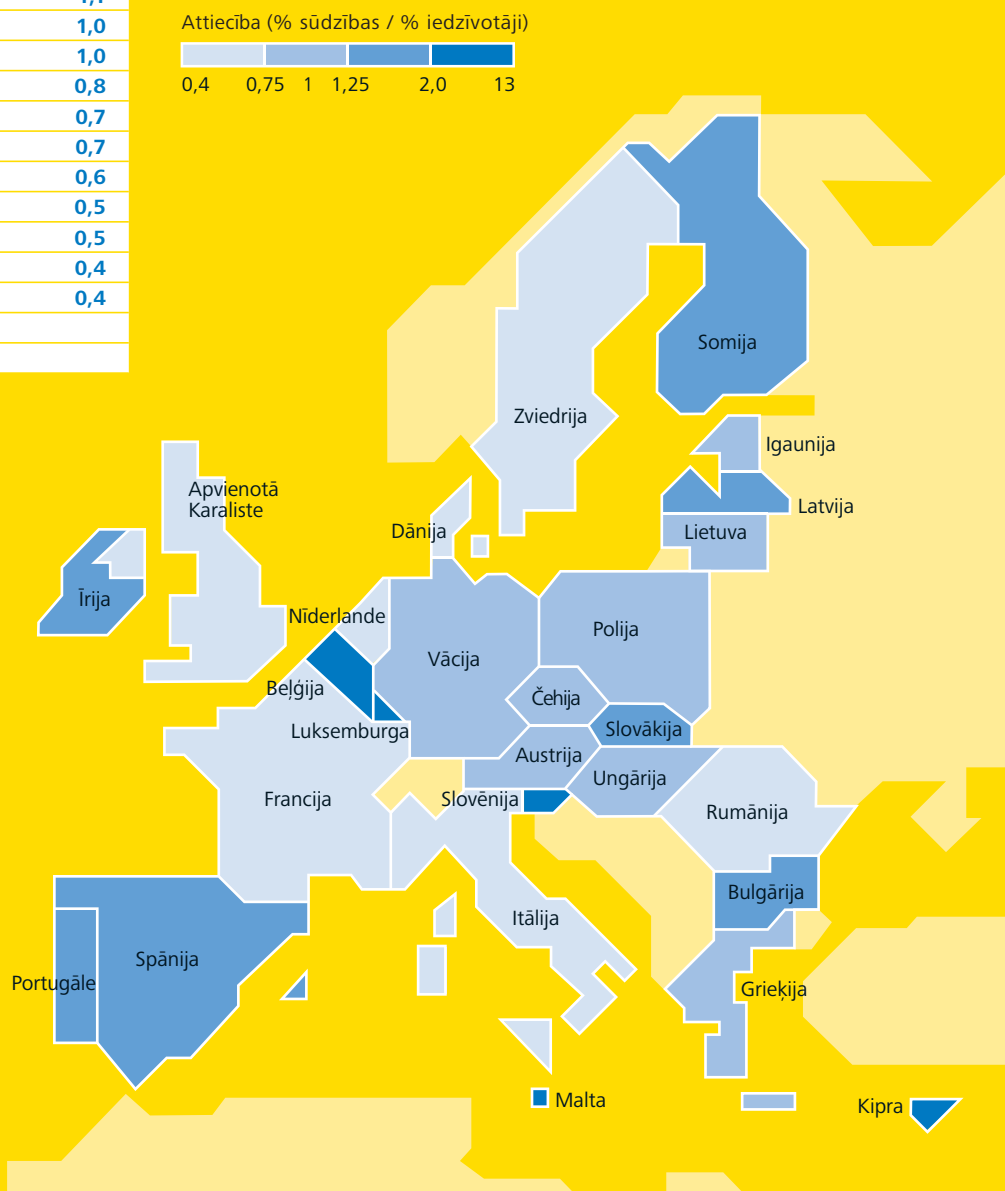 1,1
1,0
1,0
0,8
0,7
0,7
0,6
0,5
0,5
0,4
0,4
Attiecība (% sūdzības / % iedzīvotāji)
0,4 0,75 1 1,25 2,0 13
Somija
Zviedrija
Igaunija
Latvija
Lietuva
Apvienotā
Karaliste
Dānija
Īrija
Nīderlande
Polija
Vācija
Beļģija
Čehija
Luksemburga
Slovākija
Austrija
Ungārija
Francija
Slovēnija
Rumānija
Bulgārija
Itālija
Spānija
Portugāle
Grieķija
Malta
Kipra